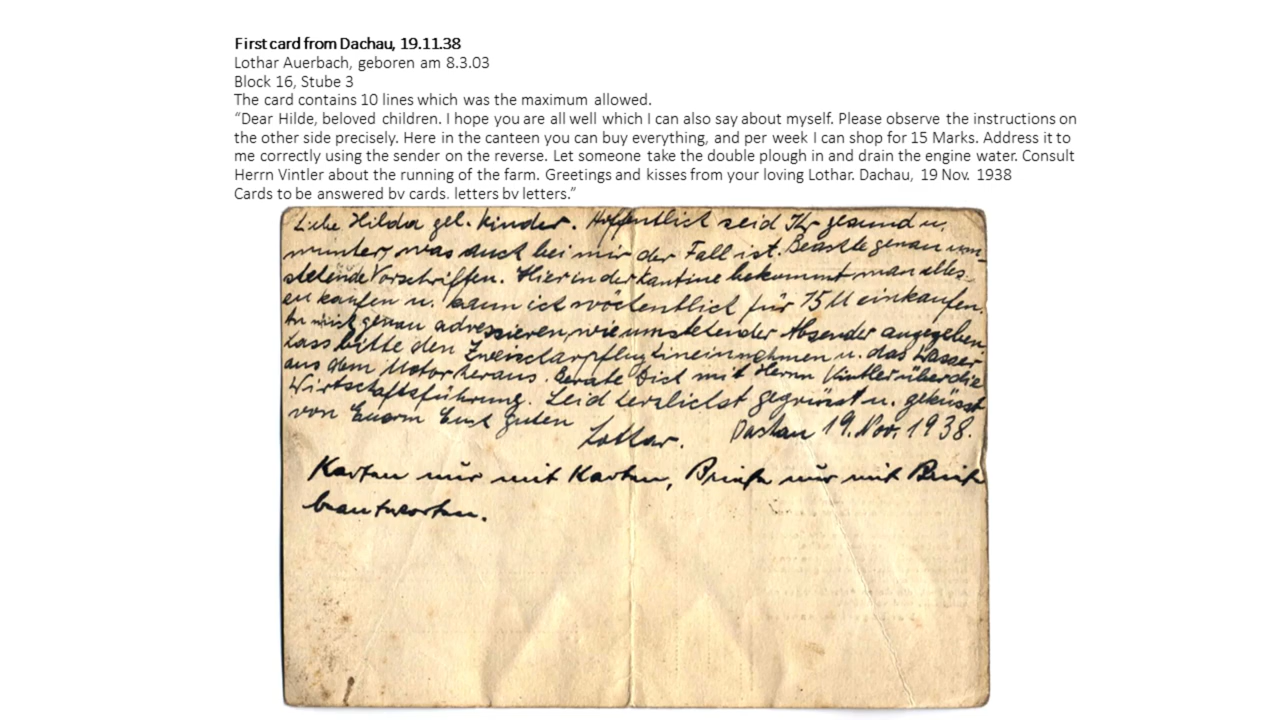 First card from Dachau, 19.11.38
Lothar Auerbach, geboren am 8.3.03
Block 16, Stube 3
The card contains 10 lines which was the maximum allowed.
“Dear Hilde, beloved children. I hope you are all well which I can also say about myself. Please observe the instructions on
the other side precisely. Here in the canteen you can buy everything, and per week I can shop for 15 Marks. Address it to
me correctly using the sender on the reverse. Let someone take the double plough in and drain the engine water. Consult
Herrn Vintler about the running of the farm. Greetings and kisses from your loving Lothar. Dachau, 19 Nov. 1938
Cards to be answered by cards, letters by letters.”
Liebe Hilda gel. Kinder. Hoffentlich seid Ihr gesund u.
munter, was auch bei mir der Fall ist. Beachte genau um-
stehende Vorschriften. Hier in der Kantine bekommt man alles
zu kaufen u. kann ich wöchentlich für 15 M einkaufen.
An mich genau adressieren, wie umstehender Absender angegeben
Lass bitte den Zweischarpflug hineinnehmen u. das Wasser
aus dem Motor heraus. Berate Dich mit Herrn Vintler über die
Wirtschaftsführung. Seid herzlichst gegrüsst u. geküsst
von Euerm Euch guten
Lothar. Dachau 19. Nov. 1938.
Karten nur mit Karten, Briefe nur mit Brief
beantworten.